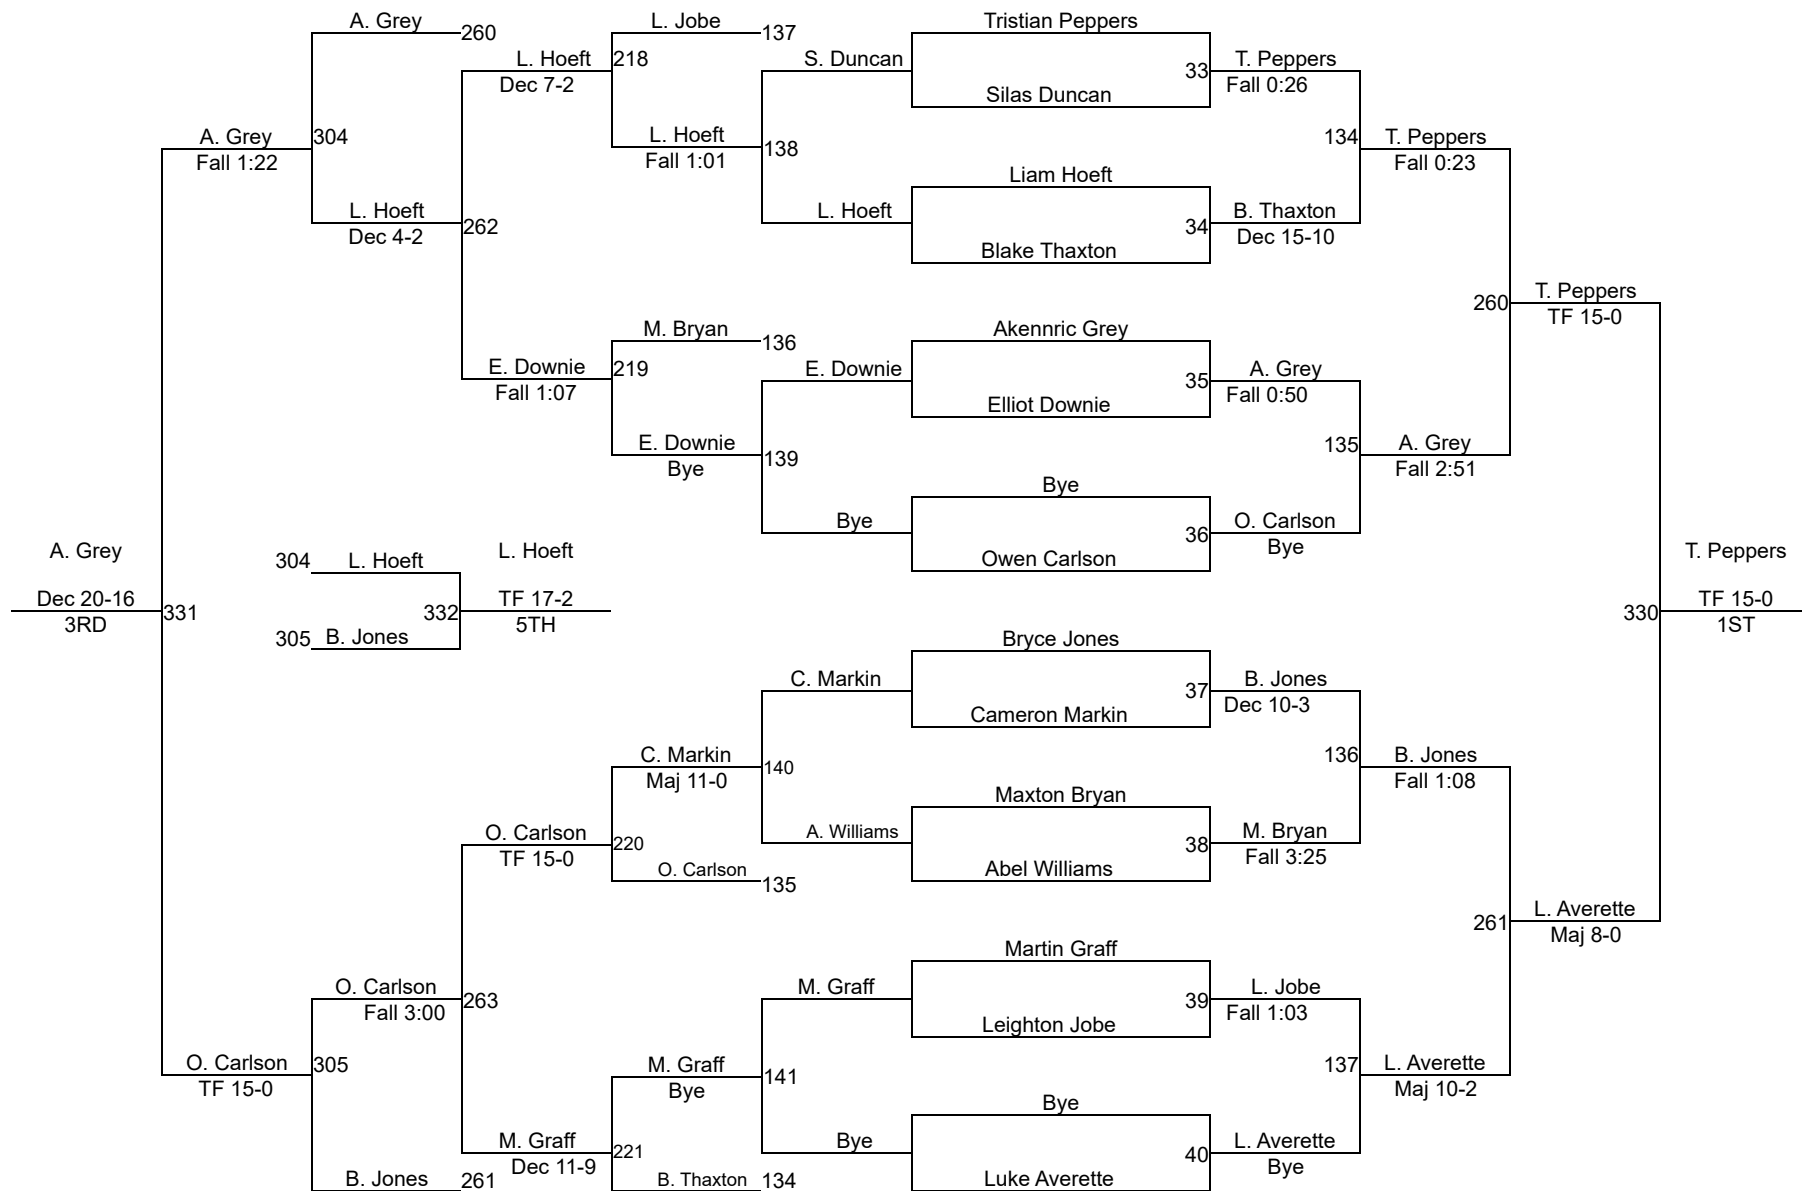 A. Grey
260
L. Jobe
137
Tristian Peppers
L. Hoeft
218
Dec 7-2
S. Duncan
33
T. Peppers
Fall 0:26
Silas Duncan
A. Grey
304
Fall 1:22
L. Hoeft
Fall 1:01
138
134
T. Peppers
Fall 0:23
Liam Hoeft
L. Hoeft
262
Dec 4-2
L. Hoeft
34
B. Thaxton
Dec 15-10
Blake Thaxton
260
T. Peppers
TF 15-0
M. Bryan
136
Akennric Grey
E. Downie
219
Fall 1:07
E. Downie
35
A. Grey
Fall 0:50
Elliot Downie
E. Downie
139
Bye
135
A. Grey
Fall 2:51
Bye
Bye
36
O. Carlson
Bye
Owen Carlson
A. Grey
304
L. Hoeft
L. Hoeft
T. Peppers
Dec 20-16
331
332
TF 17-2
330
TF 15-0
3RD
305
B. Jones
5TH
1ST
Bryce Jones
C. Markin
37
B. Jones
Dec 10-3
Cameron Markin
C. Markin
140
Maj 11-0
136
B. Jones
Fall 1:08
Maxton Bryan
O. Carlson
220
TF 15-0
A. Williams
38
M. Bryan
Fall 3:25
O. Carlson
135
Abel Williams
261
L. Averette
Maj 8-0
Martin Graff
O. Carlson
263
Fall 3:00
M. Graff
39
L. Jobe
Fall 1:03
Leighton Jobe
O. Carlson
305
TF 15-0
M. Graff
141
Bye
137
L. Averette
Maj 10-2
Bye
M. Graff
221
Dec 11-9
Bye
40
L. Averette
Bye
B. Jones
261
B. Thaxton
134
Luke Averette